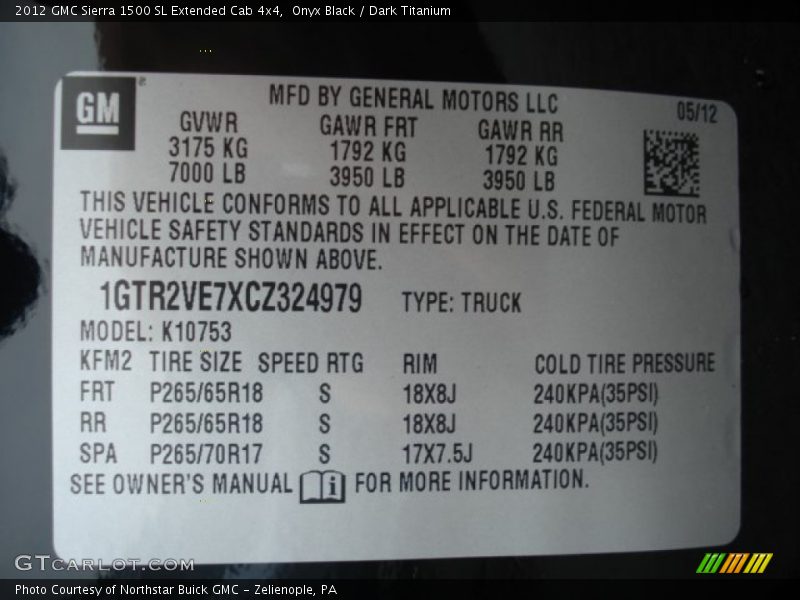 2012 GMC Sierra 1500 SL Extended Cab 4x4, Onyx Black / Dark Titanium
GM
®
MFD BY GENERAL MOTORS LLC
05/12
GVWR GAWR FRT GAWR RR
3175 KG 1792 KG 1792 KG
7000 LB 3950 LB 3950 LB
THIS VEHICLE CONFORMS TO ALL APPLICABLE U.S. FEDERAL MOTOR
VEHICLE SAFETY STANDARDS IN EFFECT ON THE DATE OF
MANUFACTURE SHOWN ABOVE.
1GTR2VE7XCZ324979 TYPE: TRUCK
MODEL: K10753
KFM2 TIRE SIZE SPEED RTG RIM COLD TIRE PRESSURE
FRT P265/65R18 S 18X8J 240KPA(35PSI)
RR P265/65R18 S 18X8J 240KPA(35PSI)
SPA P265/70R17 S 17X7.5J 240KPA(35PSI)
SEE OWNER'S MANUAL i FOR MORE INFORMATION.
GTCARLOT.COM
Photo Courtesy of Northstar Buick GMC - Zelienople, PA